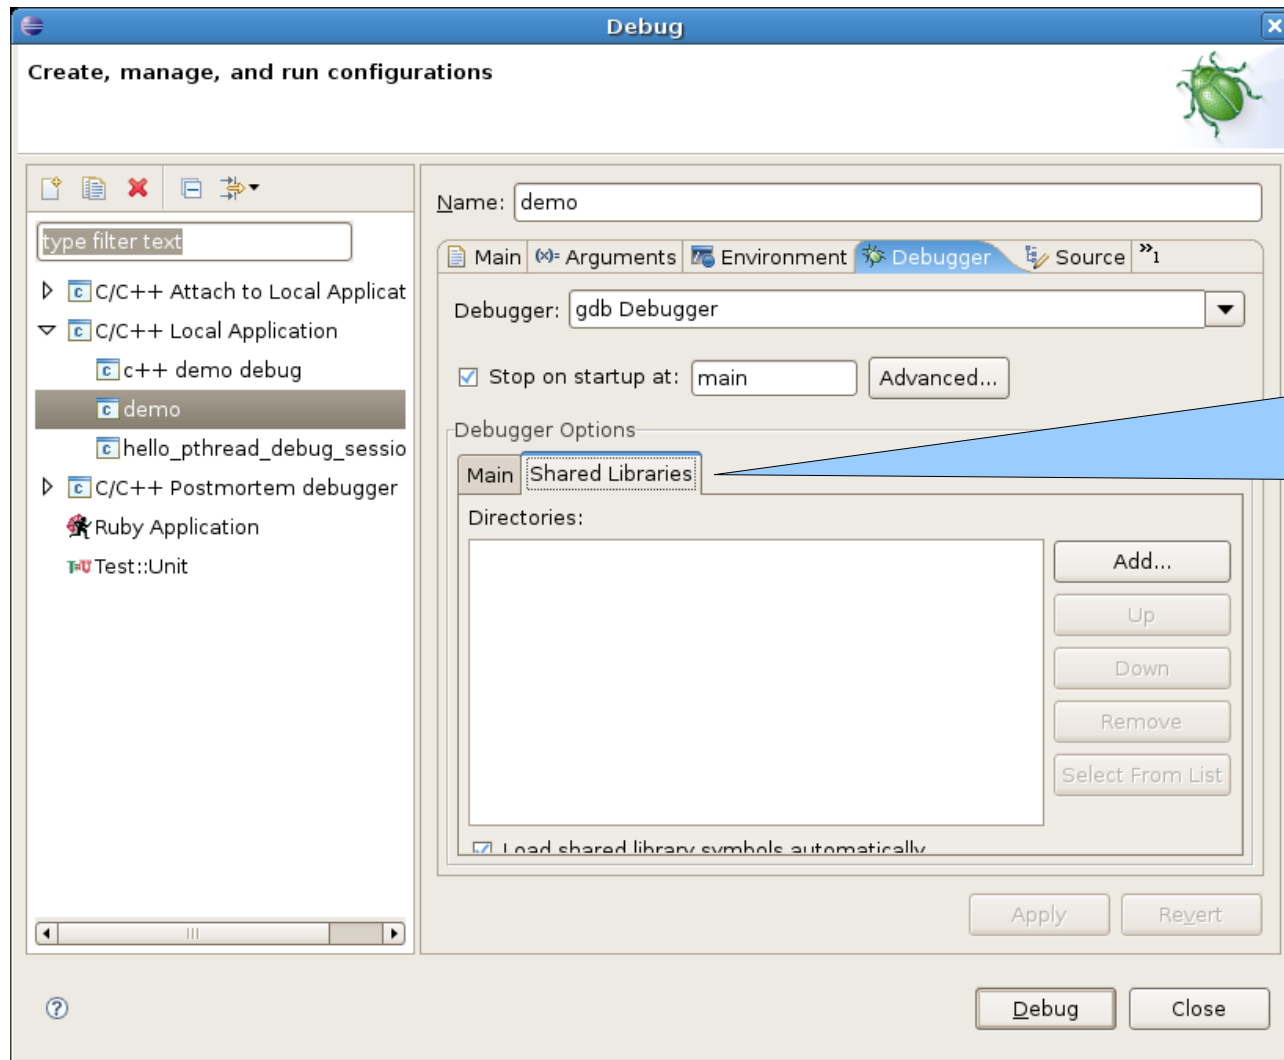 Debug
Create, manage, and run configurations
type filter text
C/C++ Attach to Local Applicat
C/C++ Local Application
c++ demo debug
demo
hello_pthread_debug_sessio
C/C++ Postmortem debugger
Ruby Application
Test::Unit
Name: demo
Main (x)= Arguments Environment Debugger Source »1
Debugger: gdb Debugger
Stop on startup at: main Advanced...
Debugger Options
Main Shared Libraries
Directories:
Add...
Up
Down
Remove
Select From List
Load shared library symbols automatically
Apply Revert
Debug Close